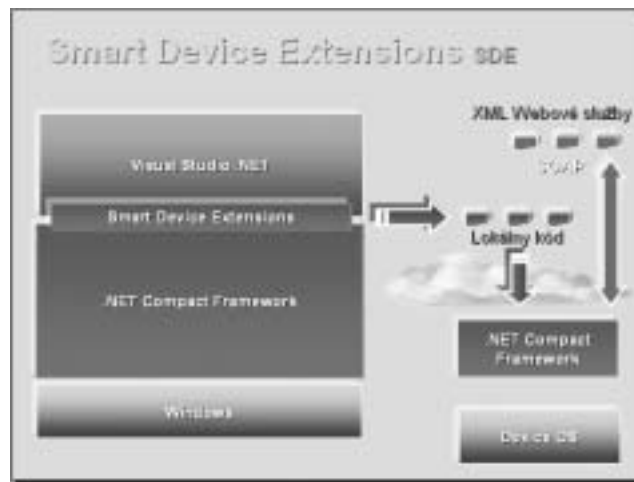 Smart Device Extensions SDE
XML Webové služby
SOAP
Visual Studio .NET
Smart Device Extensions
Lokálny kód
.NET Compact Framework
.NET Compact
Framework
Windows
Device OS